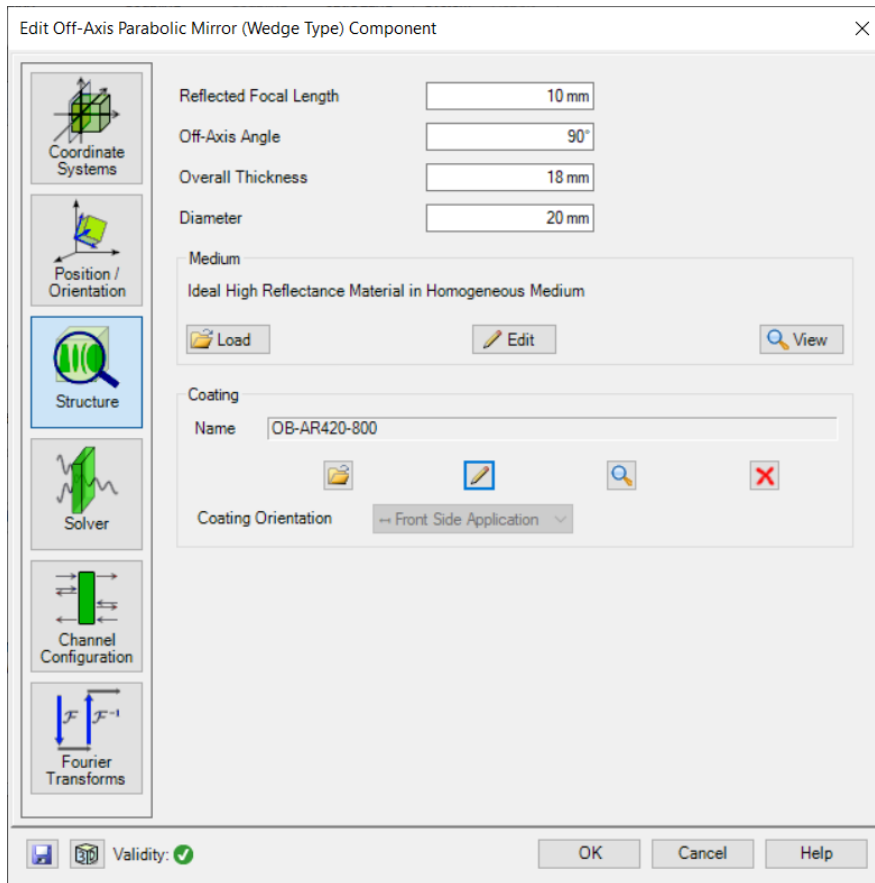 Edit Off-Axis Parabolic Mirror (Wedge Type) Component
Coordinate
Systems
Position /
Orientation
Structure
Solver
Channel
Configuration
F F⁻¹
Fourier
Transforms
Reflected Focal Length 10 mm
Off-Axis Angle 90°
Overall Thickness 18 mm
Diameter 20 mm
Medium
Ideal High Reflectance Material in Homogeneous Medium
Load Edit View
Coating
Name OB-AR420-800
Coating Orientation Front Side Application
3D Validity: OK Cancel Help